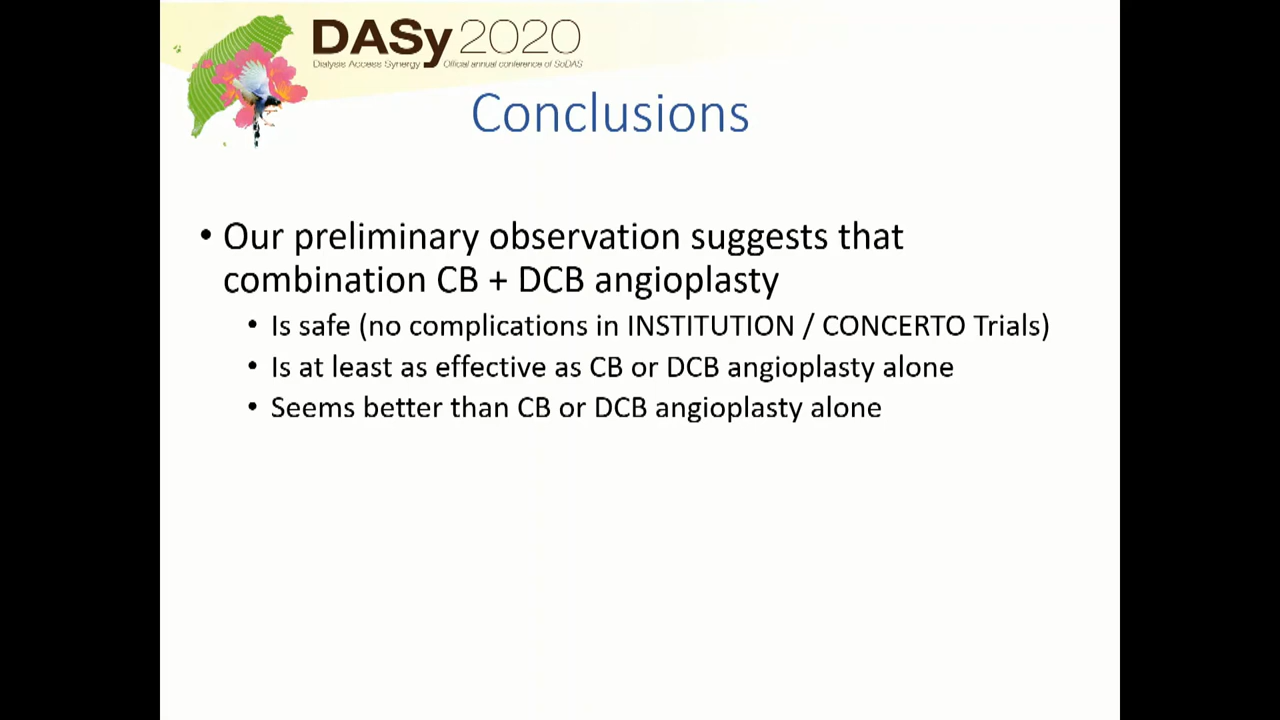 DASy 2020
Dialysis Access Synergy Official annual conference of SoDAS
Conclusions
• Our preliminary observation suggests that
combination CB + DCB angioplasty
• Is safe (no complications in INSTITUTION / CONCERTO Trials)
• Is at least as effective as CB or DCB angioplasty alone
• Seems better than CB or DCB angioplasty alone